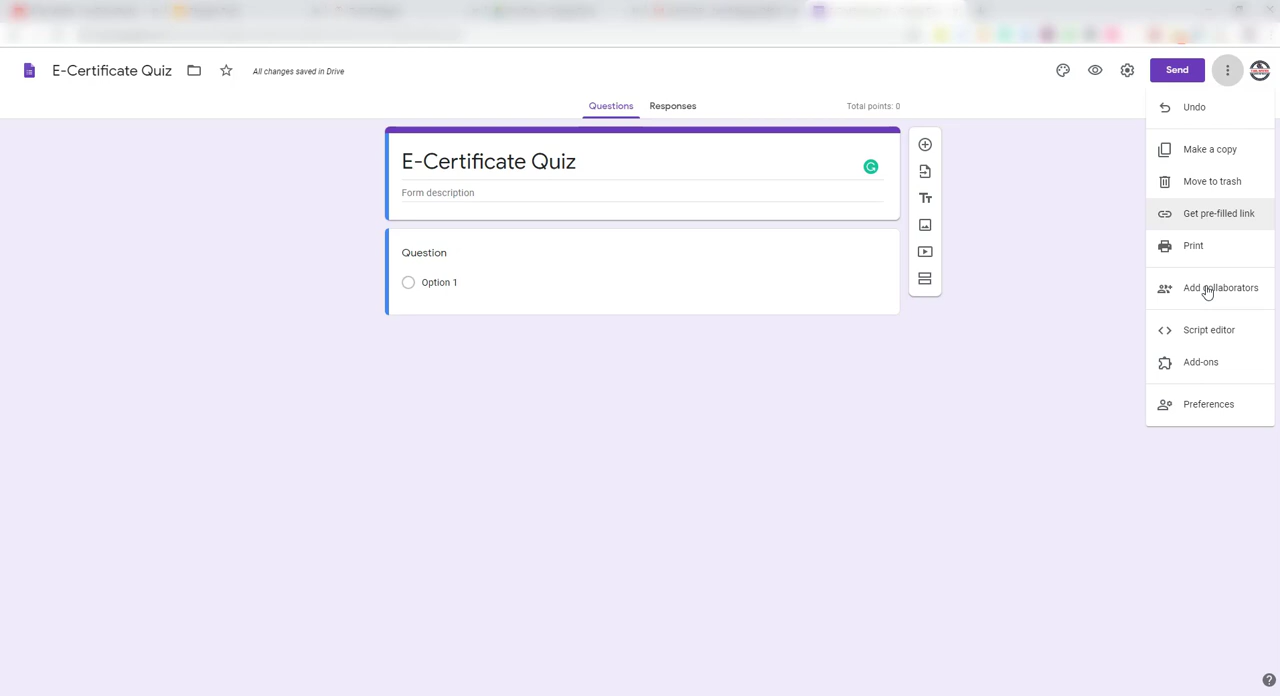 E-Certificate Quiz
All changes saved in Drive
Send
Questions
Responses
Total points: 0
E-Certificate Quiz
Form description
Question
Option 1
Undo
Make a copy
Move to trash
Get pre-filled link
Print
Add collaborators
Script editor
Add-ons
Preferences